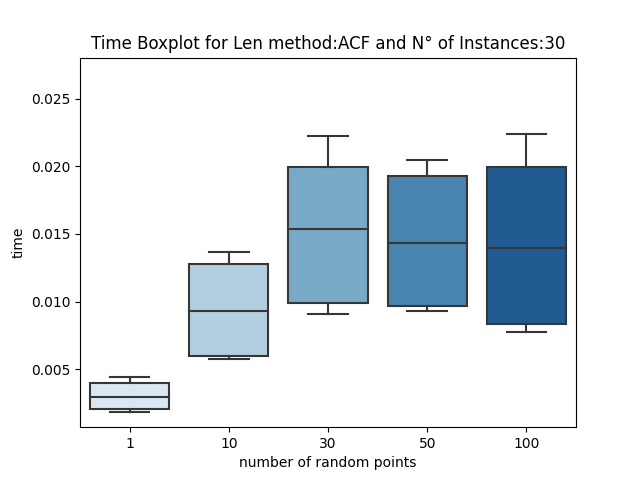 Time Boxplot for Len method:ACF and N° of Instances:30
0.025
0.020
0.015
0.010
0.005
time
1 10 30 50 100
number of random points